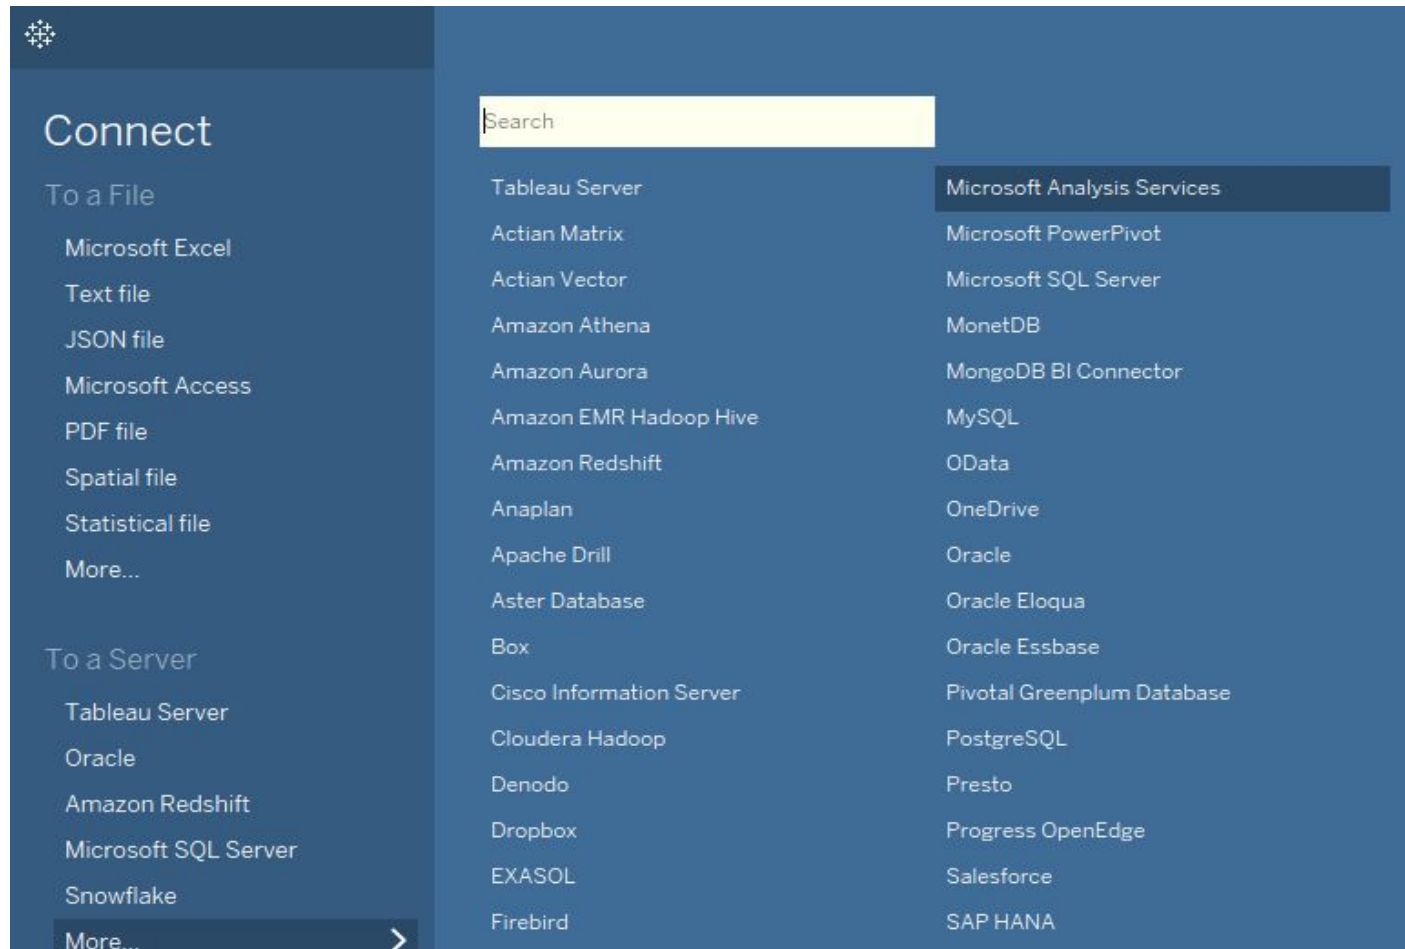 Connect
To a File
Microsoft Excel
Text file
JSON file
Microsoft Access
PDF file
Spatial file
Statistical file
More...
To a Server
Tableau Server
Oracle
Amazon Redshift
Microsoft SQL Server
Snowflake
More...
Search
Tableau Server
Actian Matrix
Actian Vector
Amazon Athena
Amazon Aurora
Amazon EMR Hadoop Hive
Amazon Redshift
Anaplan
Apache Drill
Aster Database
Box
Cisco Information Server
Cloudera Hadoop
Denodo
Dropbox
EXASOL
Firebird
Microsoft Analysis Services
Microsoft PowerPivot
Microsoft SQL Server
MonetDB
MongoDB BI Connector
MySQL
OData
OneDrive
Oracle
Oracle Eloqua
Oracle Essbase
Pivotal Greenplum Database
PostgreSQL
Presto
Progress OpenEdge
Salesforce
SAP HANA